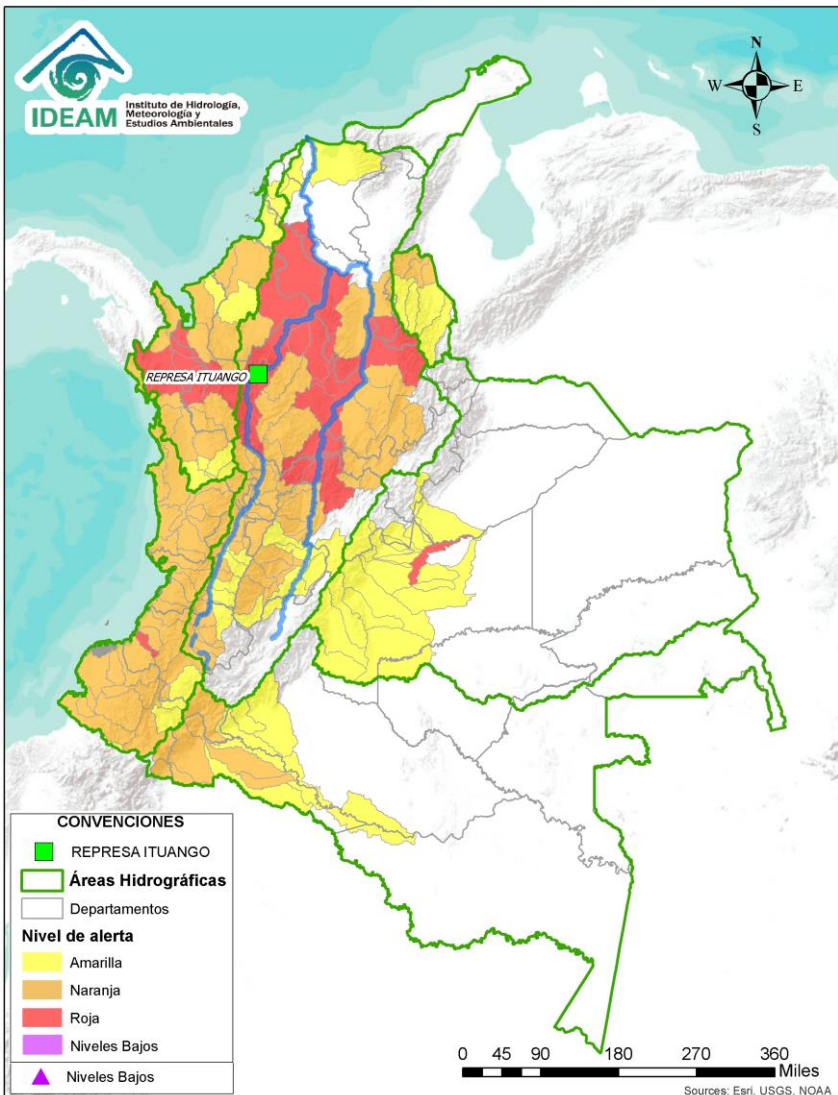 IDEAM
Instituto de Hidrología,
Meteorología y
Estudios Ambientales
N
W
E
S
REPRESA ITUANGO
CONVENCIONES
REPRESA ITUANGO
Áreas Hidrográficas
Departamentos
Nivel de alerta
Amarilla
Naranja
Roja
Niveles Bajos
Niveles Bajos
0 45 90 180 270 360
Miles
Sources: Esri, USGS, NOAA